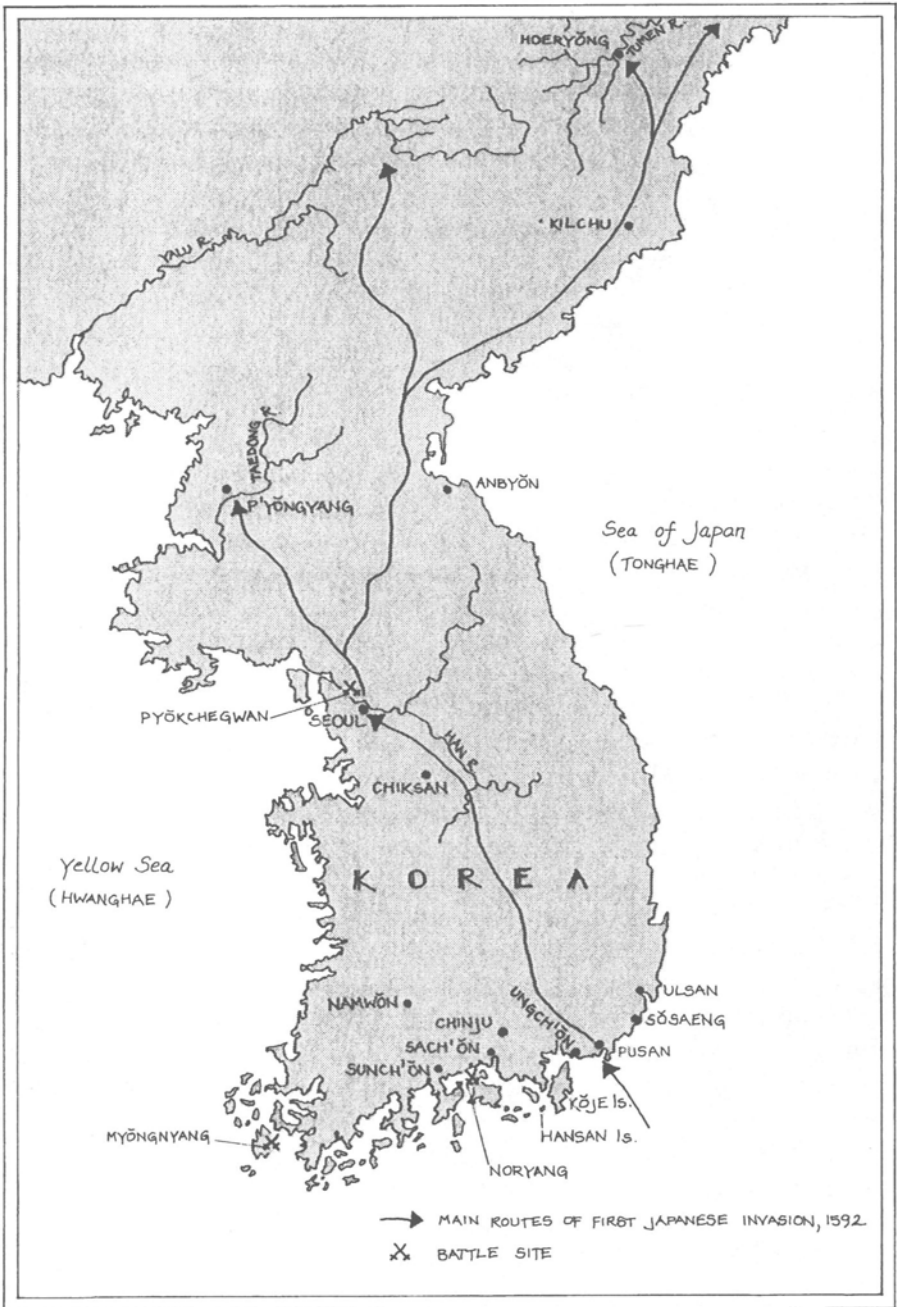 HOERYŎNG
TUMEN R.
KILCHU
YALU R.
TAEDONG R.
P'YŎNGYANG
ANBYŎN
Sea of Japan
(TONGHAE)
PYŎKCHEGWAN
SEOUL
HAN R.
CHIKSAN
Yellow Sea
(HWANGHAE)
KOREA
NAMWŎN
UNGCH'ŎN
ULSAN
SŎSAENG
CHINJU
SACH'ŎN
PUSAN
SUNCH'ŎN
KŎJE Is.
MYŎNGNYANG
HANSAN Is.
NORYANG
MAIN ROUTES OF FIRST JAPANESE INVASION, 1592
BATTLE SITE